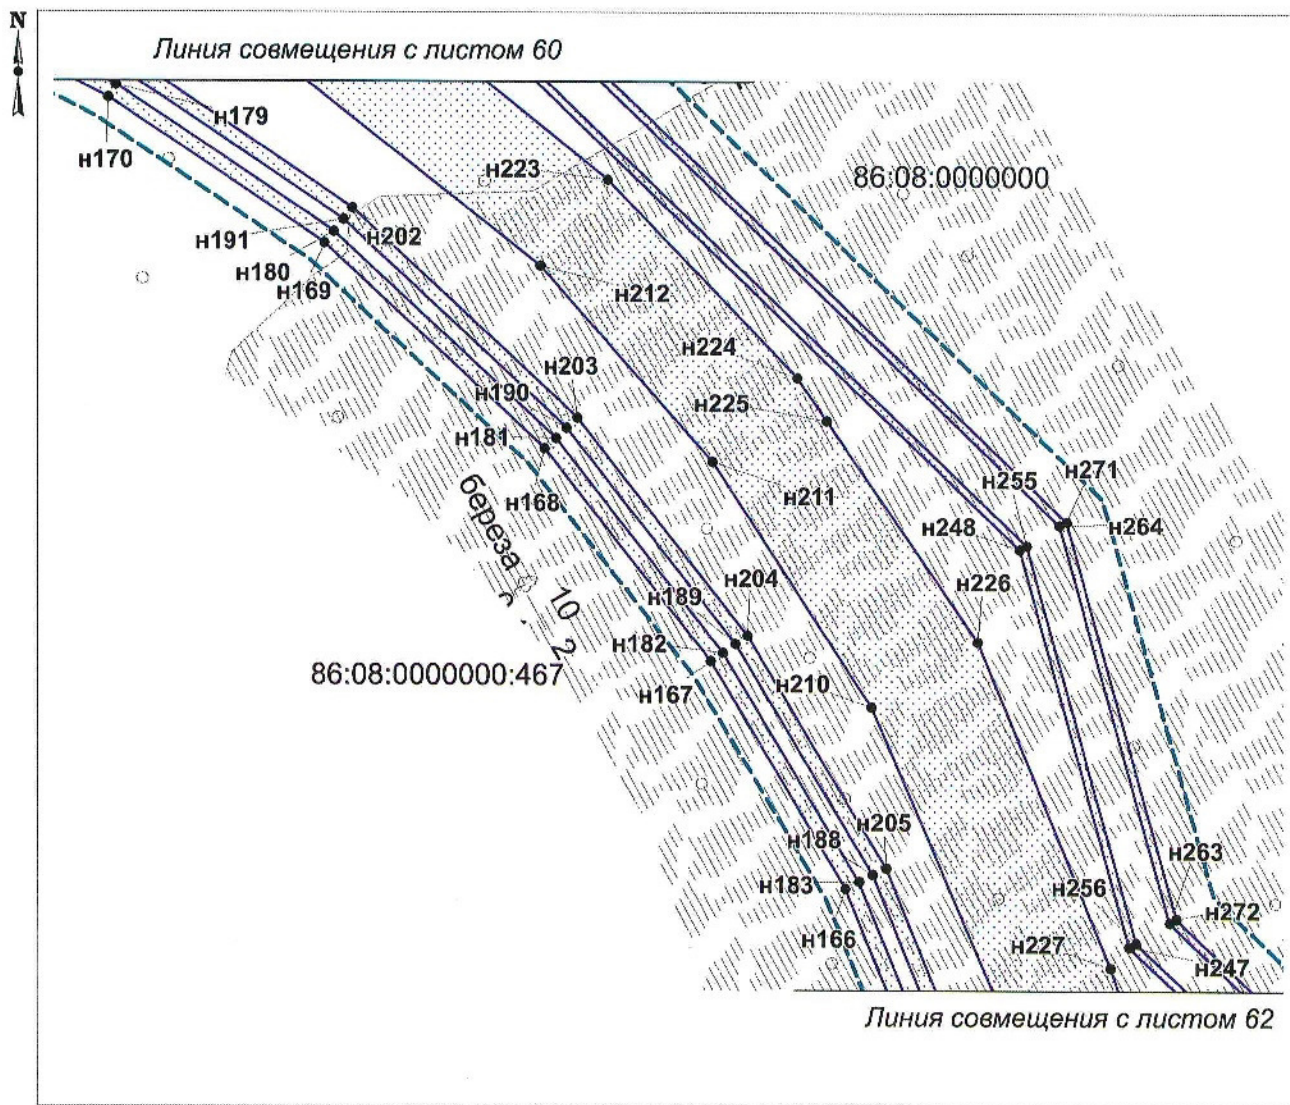 N
Линия совмещения с листом 60
н179
н170
н223
86:08:0000000
н191
н202
н180
н169
н212
н224
н203
н190
н225
н181
н168
н211
н255
н271
н248
н264
береза
10
2
н204
н226
н189
н182
86:08:0000000:467
н167
н210
н205
н188
н183
н263
н256
н272
н166
н227
н247
Линия совмещения с листом 62